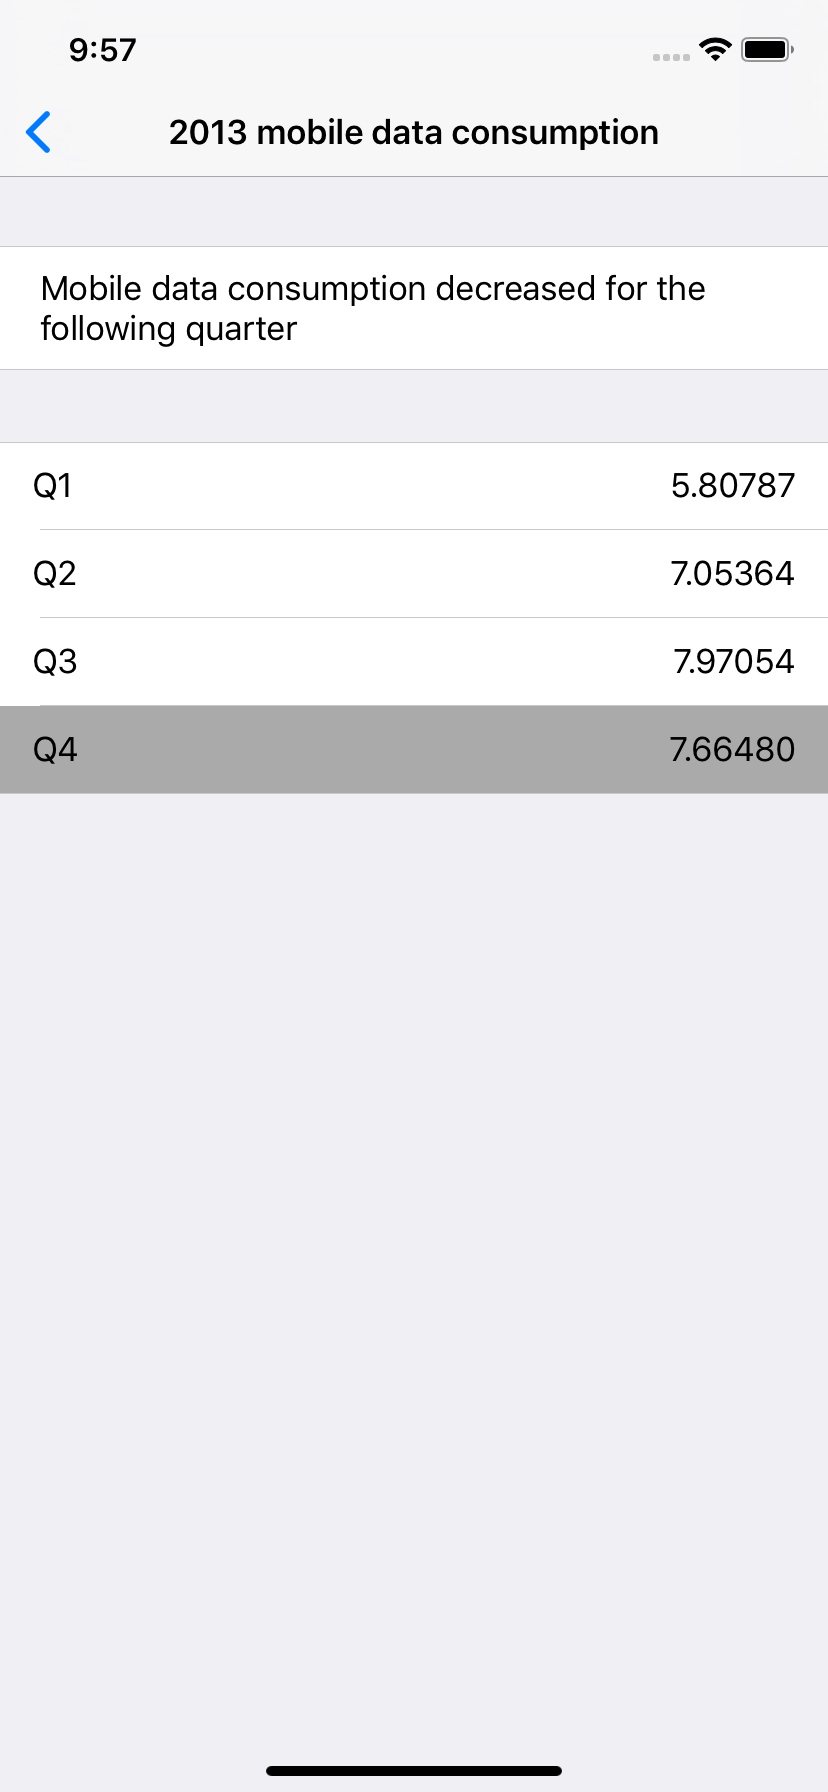 9:57
2013 mobile data consumption
Mobile data consumption decreased for the
following quarter
Q1 5.80787
Q2 7.05364
Q3 7.97054
Q4 7.66480